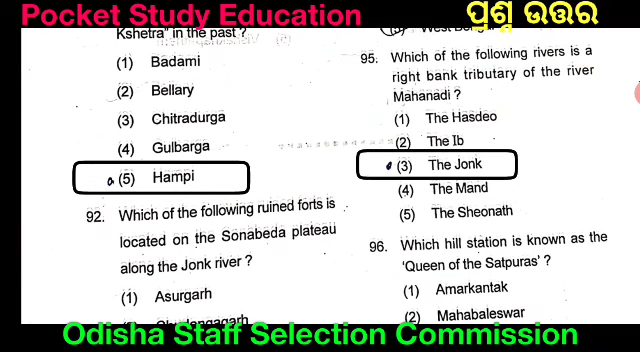 Pocket Study Education
ପ୍ରଶ୍ନ ଉତ୍ତର
Kshetra" in the past ?
(1) Badami
(2) Bellary
(3) Chitradurga
(4) Gulbarga
(5) Hampi
92. Which of the following ruined forts is
located on the Sonabeda plateau
along the Jonk river ?
(1) Asurgarh
95. Which of the following rivers is a
right bank tributary of the river
Mahanadi ?
(1) The Hasdeo
(2) The Ib
(3) The Jonk
(4) The Mand
(5) The Sheonath
96. Which hill station is known as the
'Queen of the Satpuras' ?
(1) Amarkantak
(2) Mahabaleswar
Odisha Staff Selection Commission